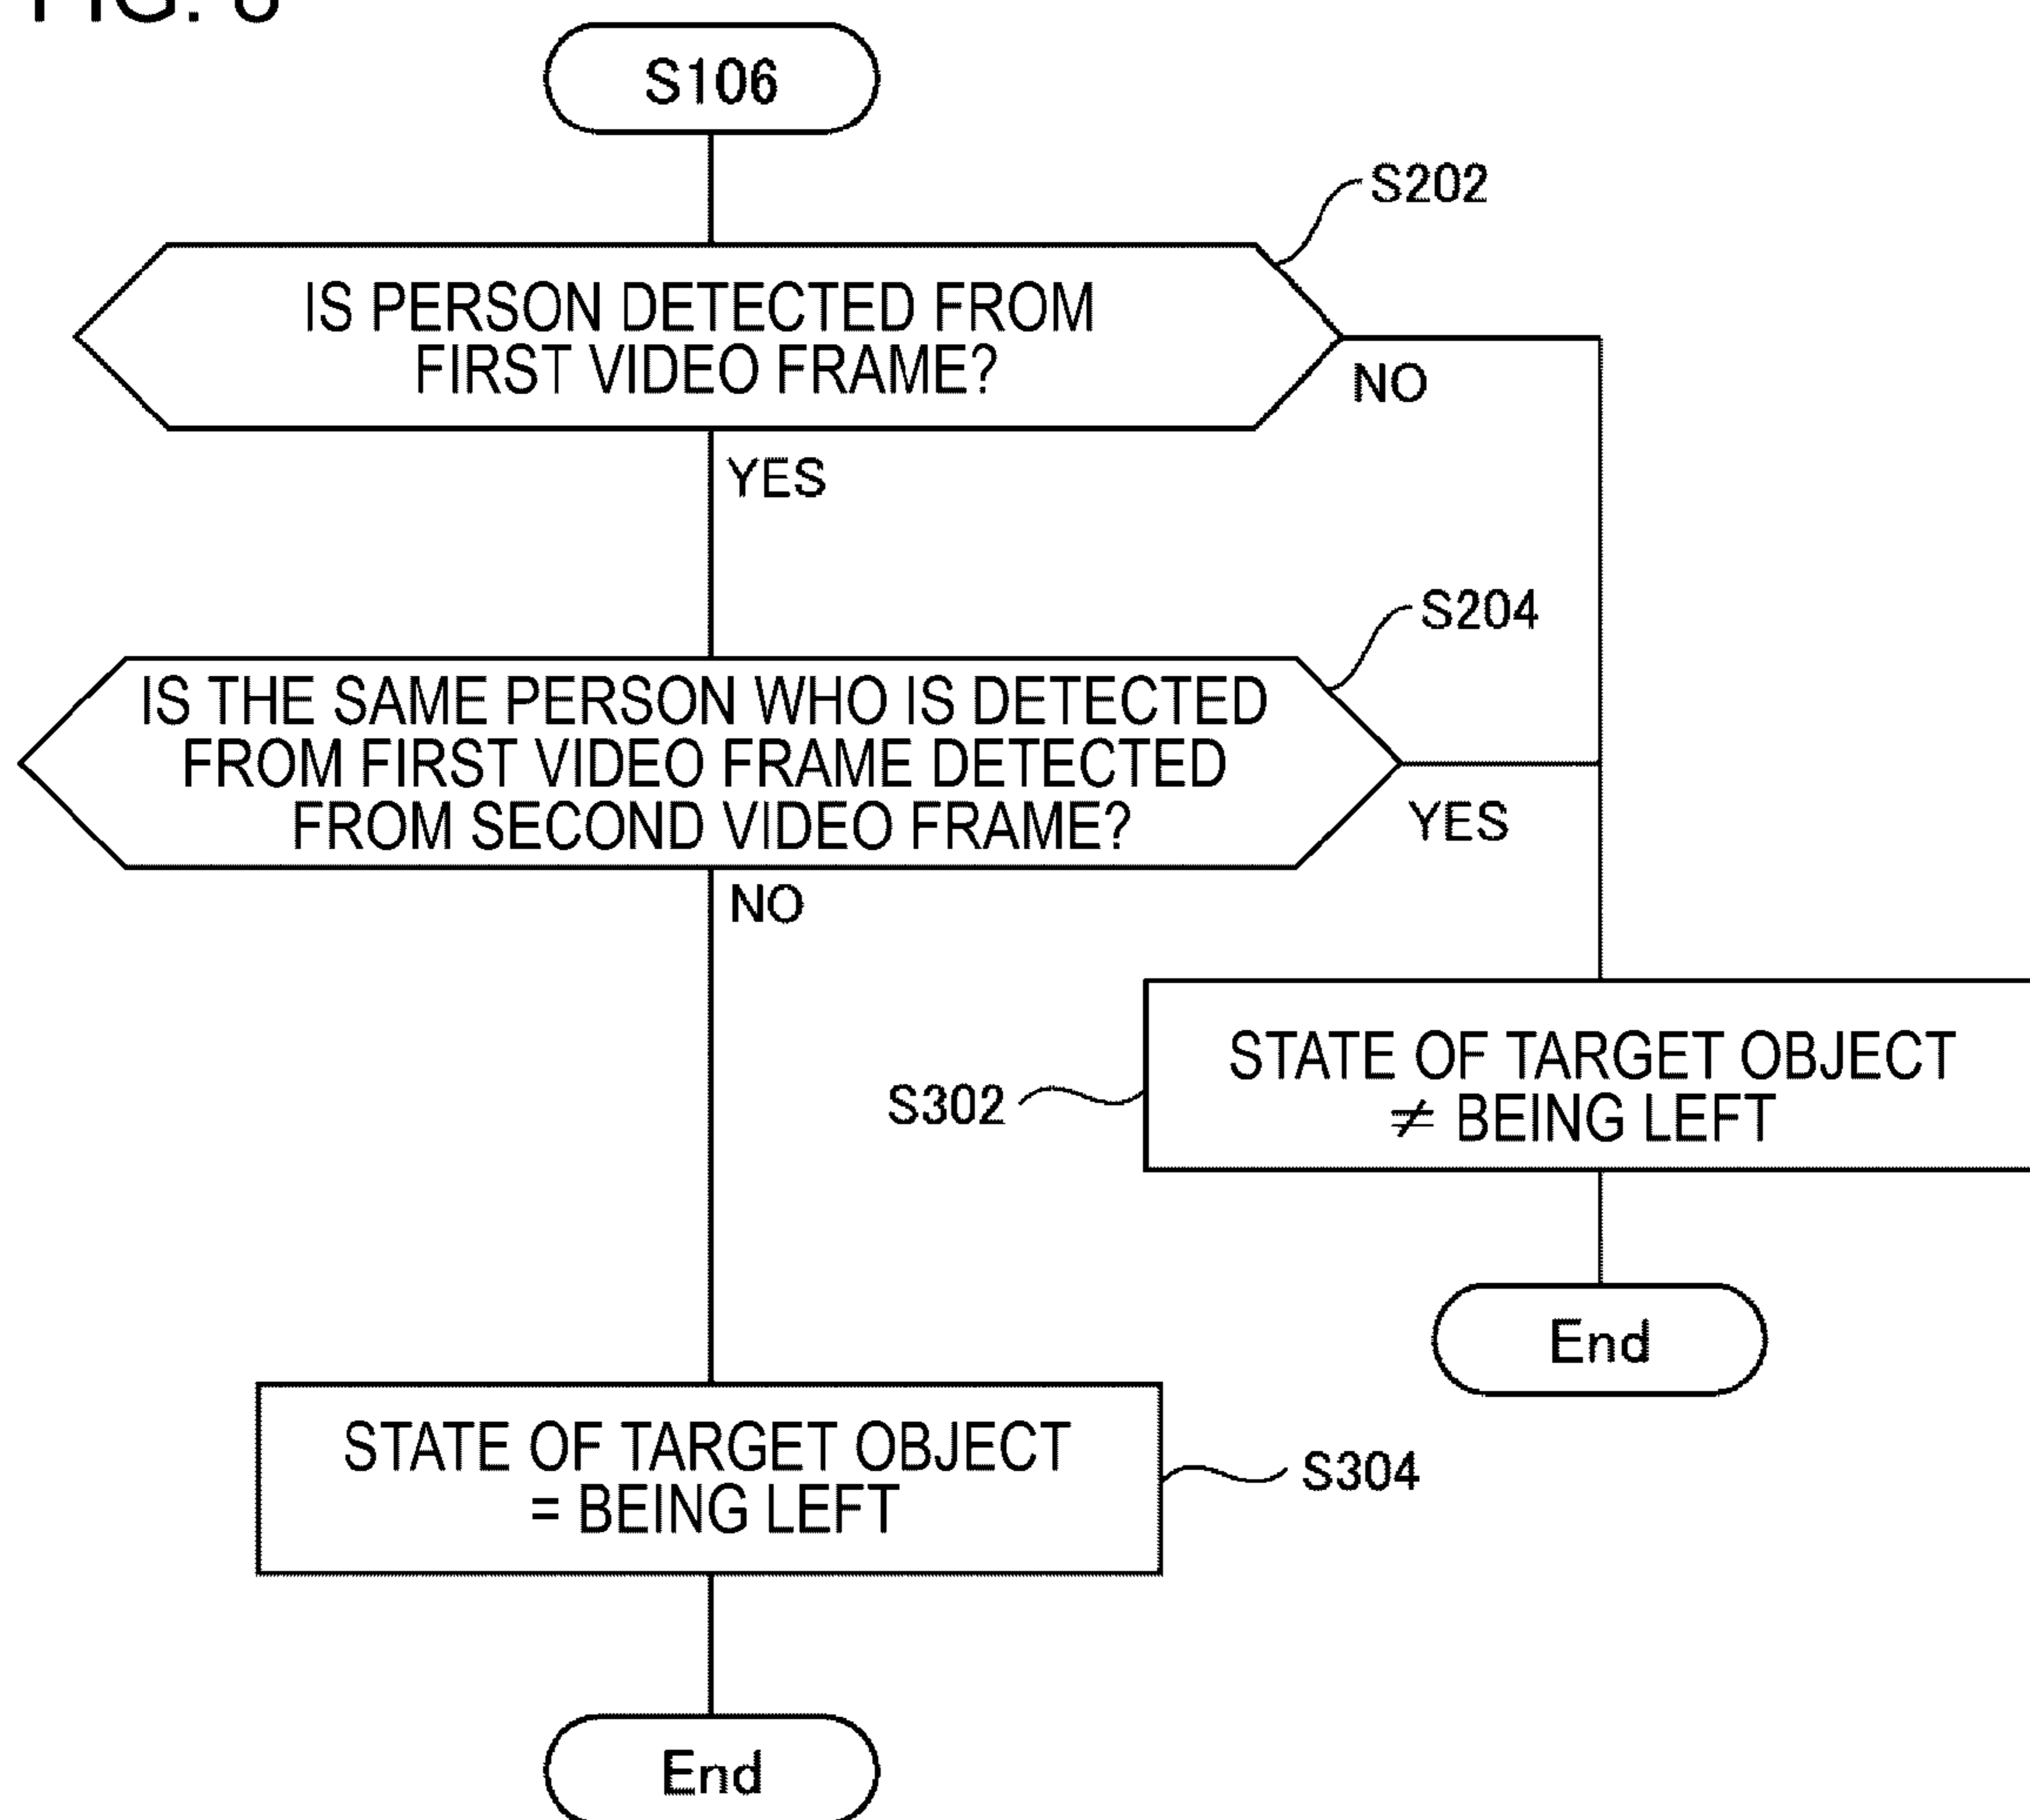 FIG.
S106
S202
IS PERSON DETECTED FROM
FIRST VIDEO FRAME?
NO
YES
S204
IS THE SAME PERSON WHO IS DETECTED
FROM FIRST VIDEO FRAME DETECTED
FROM SECOND VIDEO FRAME?
YES
NO
STATE OF TARGET OBJECT
≠ BEING LEFT
S302
End
STATE OF TARGET OBJECT
= BEING LEFT
S304
End